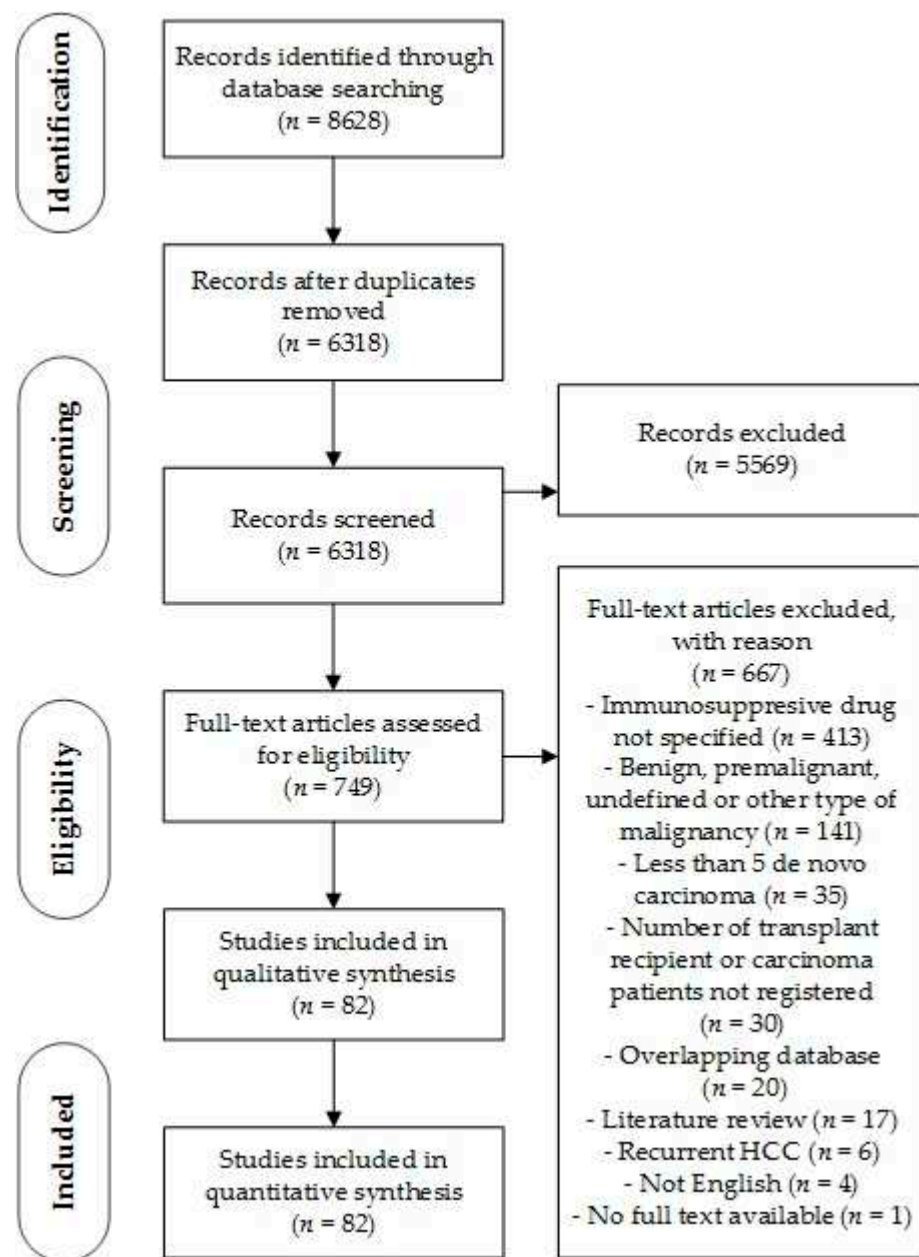 Identification
Records identified through
database searching
(n = 8628)
Records after duplicates
removed
(n = 6318)
Screening
Records screened
(n = 6318)
Records excluded
(n = 5569)
Eligibility
Full-text articles assessed
for eligibility
(n = 749)
Full-text articles excluded,
with reason
(n = 667)
- Immunosuppresive drug
not specified (n = 413)
- Benign, premalignant,
undefined or other type of
malignancy (n = 141)
- Less than 5 de novo
carcinoma (n = 35)
- Number of transplant
recipient or carcinoma
patients not registered
(n = 30)
- Overlapping database
(n = 20)
- Literature review (n = 17)
- Recurrent HCC (n = 6)
- Not English (n = 4)
- No full text available (n = 1)
Studies included in
qualitative synthesis
(n = 82)
Included
Studies included in
quantitative synthesis
(n = 82)